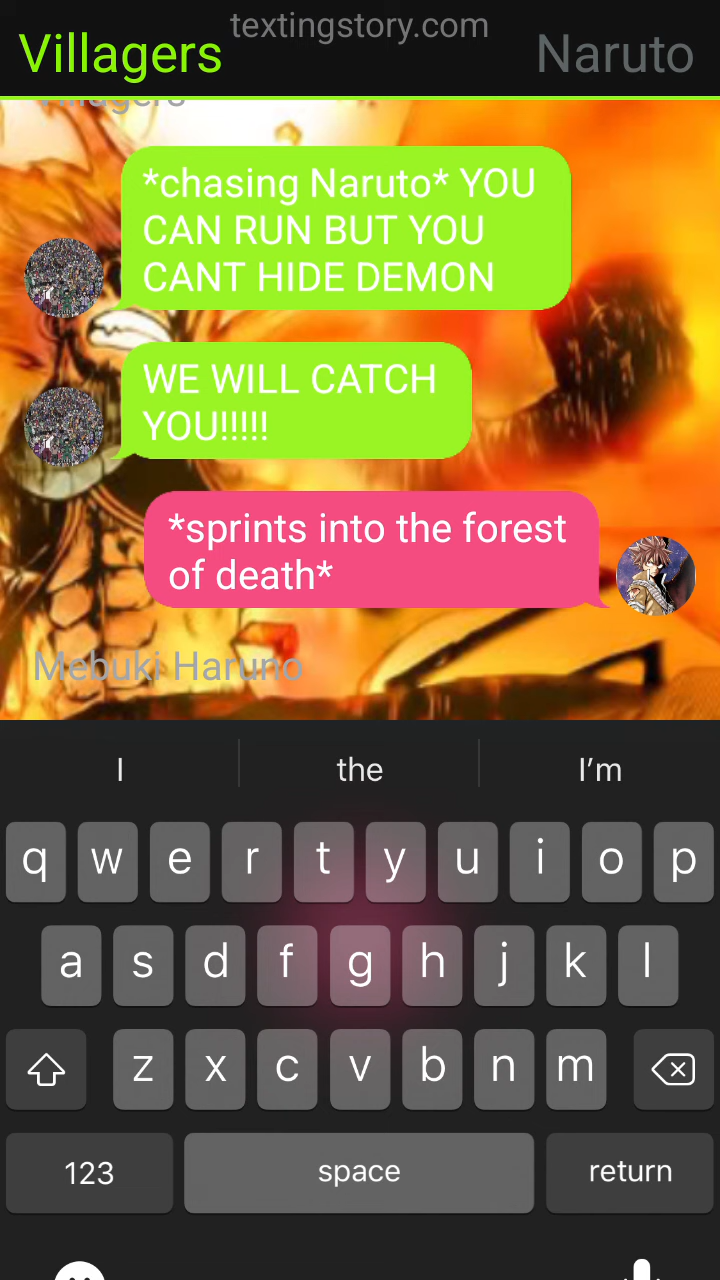 textingstory.com
Villagers
Naruto
Villagers
*chasing Naruto* YOU
CAN RUN BUT YOU
CANT HIDE DEMON
WE WILL CATCH
YOU!!!!!
*sprints into the forest
of death*
Mebuki Haruno
I the I’m
q w e r t y u i o p
a s d f g h j k l
z x c v b n m
123 space return